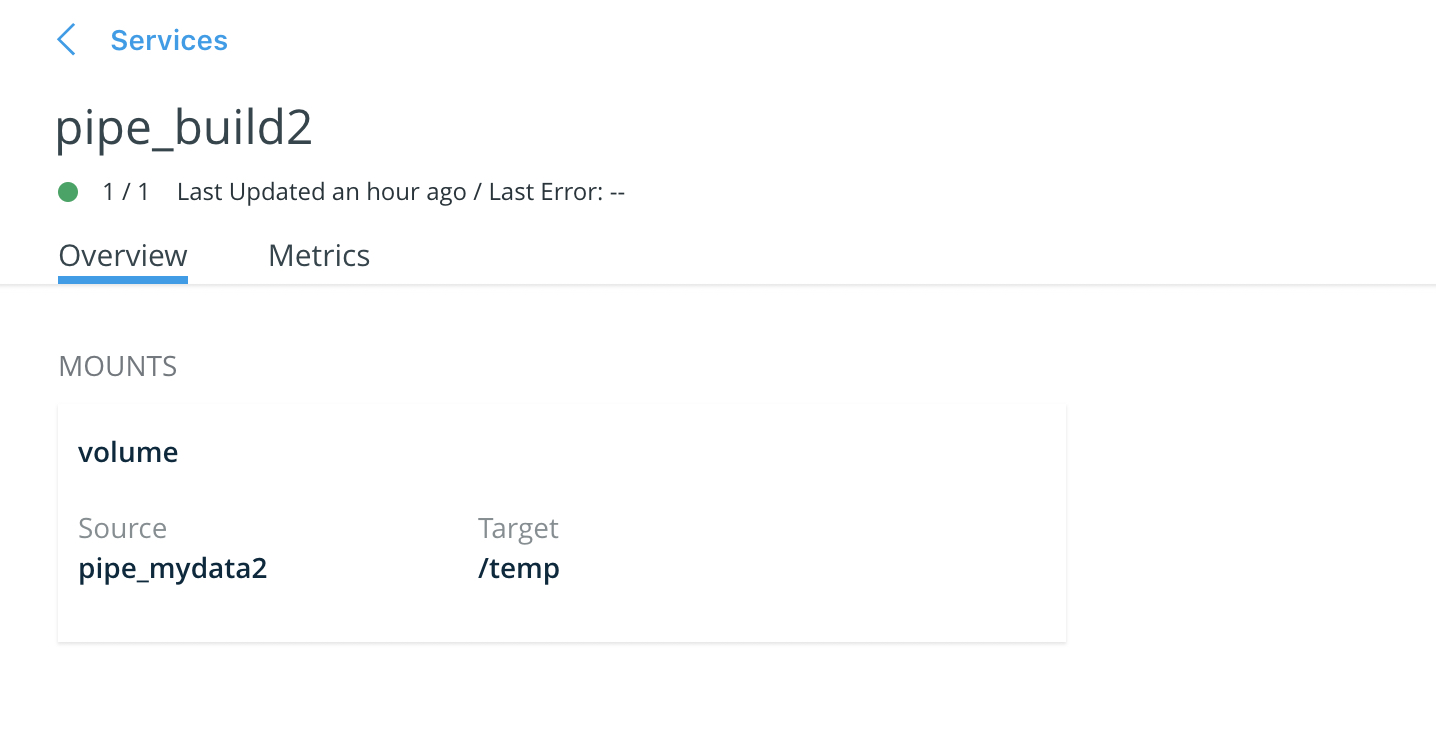 Services
pipe_build2
1 / 1 Last Updated an hour ago / Last Error: --
Overview Metrics
MOUNTS
volume
Source Target
pipe_mydata2 /temp